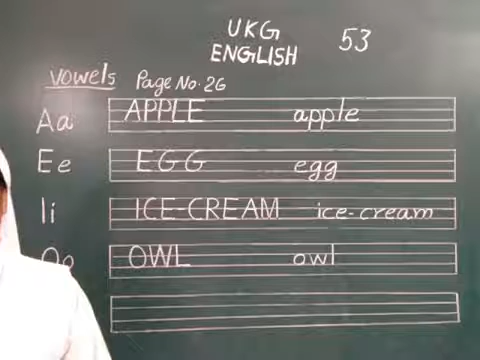 UKG 53
ENGLISH
vowels Page No. 26
Aa APPLE apple
Ee EGG egg
Ii ICE-CREAM ice-cream
Oo OWL owl